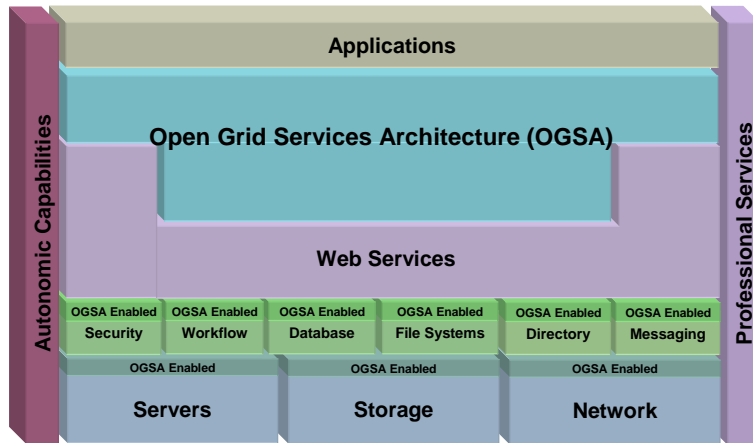 Autonomic Capabilities
Applications
Open Grid Services Architecture (OGSA)
Web Services
OGSA Enabled OGSA Enabled OGSA Enabled OGSA Enabled OGSA Enabled OGSA Enabled
Security Workflow Database File Systems Directory Messaging
OGSA Enabled OGSA Enabled OGSA Enabled
Servers Storage Network
Professional Services